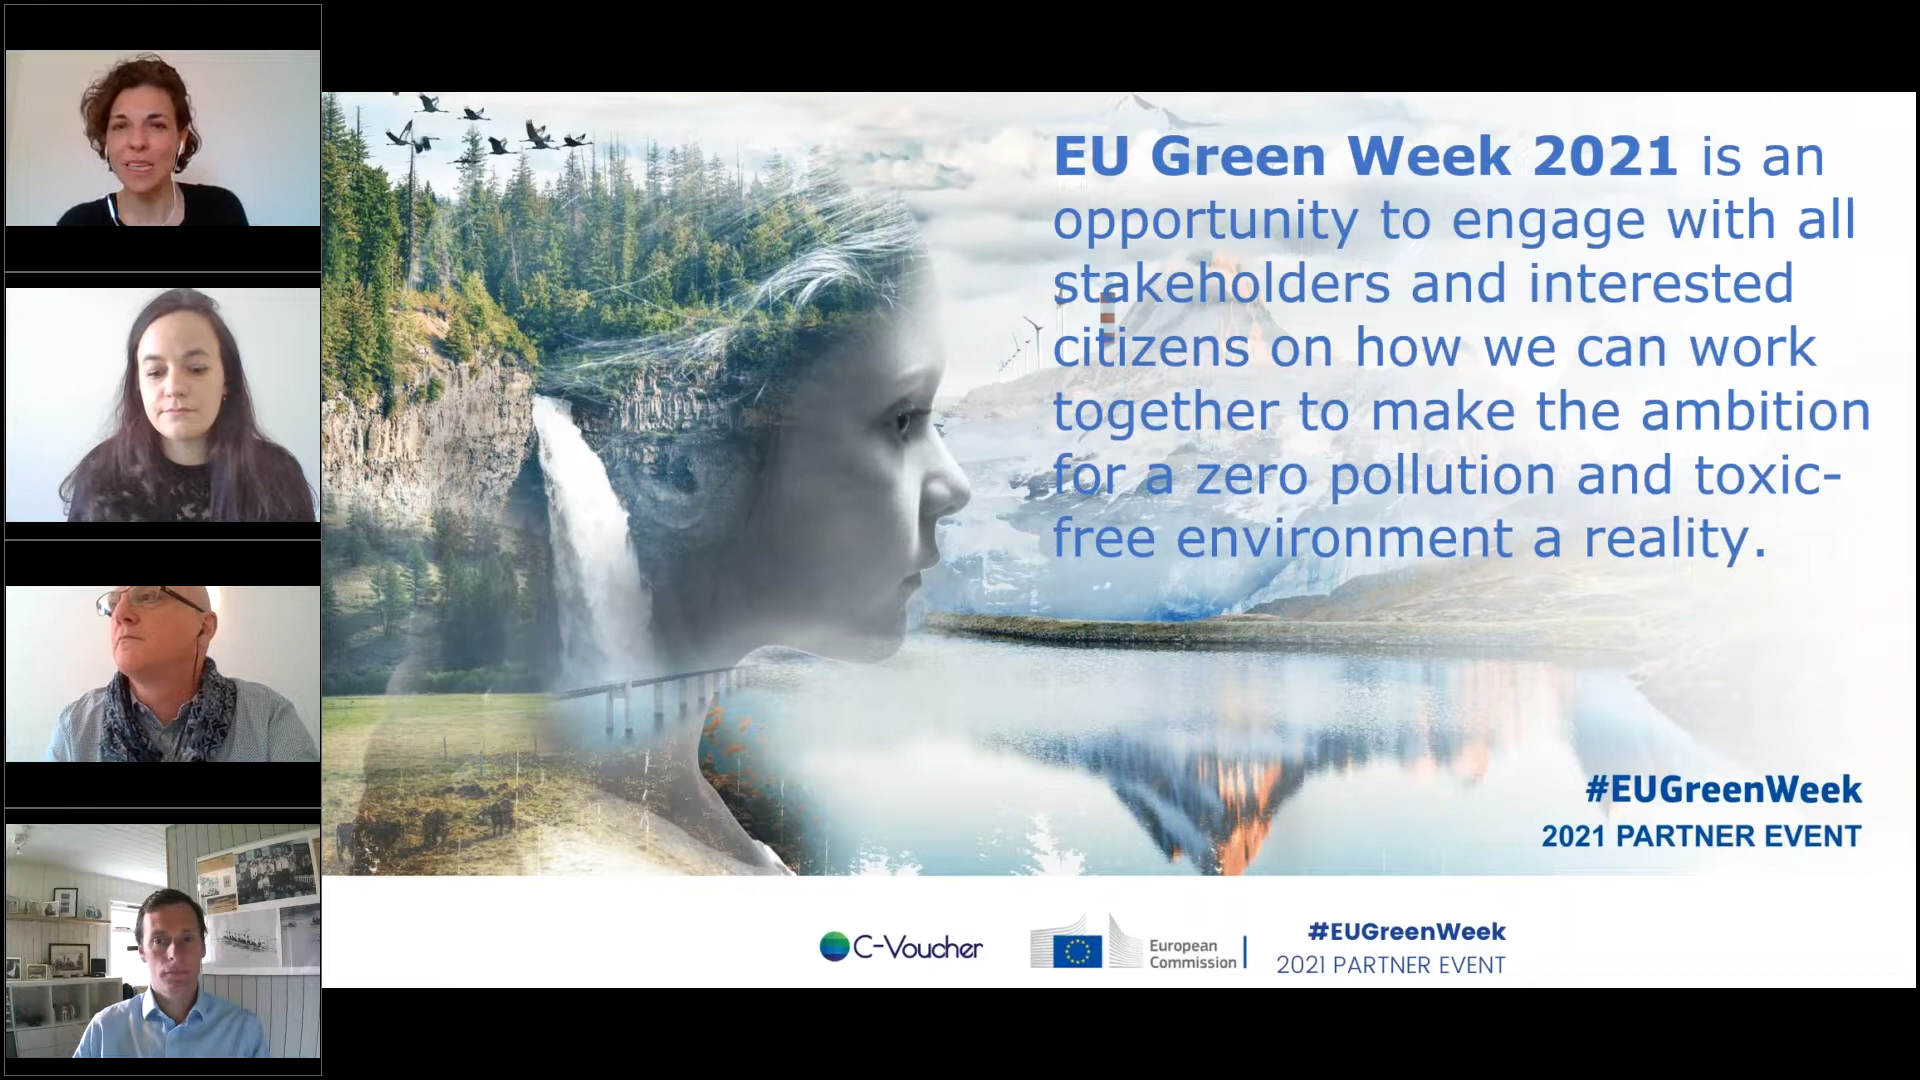 EU Green Week 2021 is an
opportunity to engage with all
stakeholders and interested
citizens on how we can work
together to make the ambition
for a zero pollution and toxic-
free environment a reality.
#EUGreenWeek
2021 PARTNER EVENT
C-Voucher
European
Commission
#EUGreenWeek
2021 PARTNER EVENT